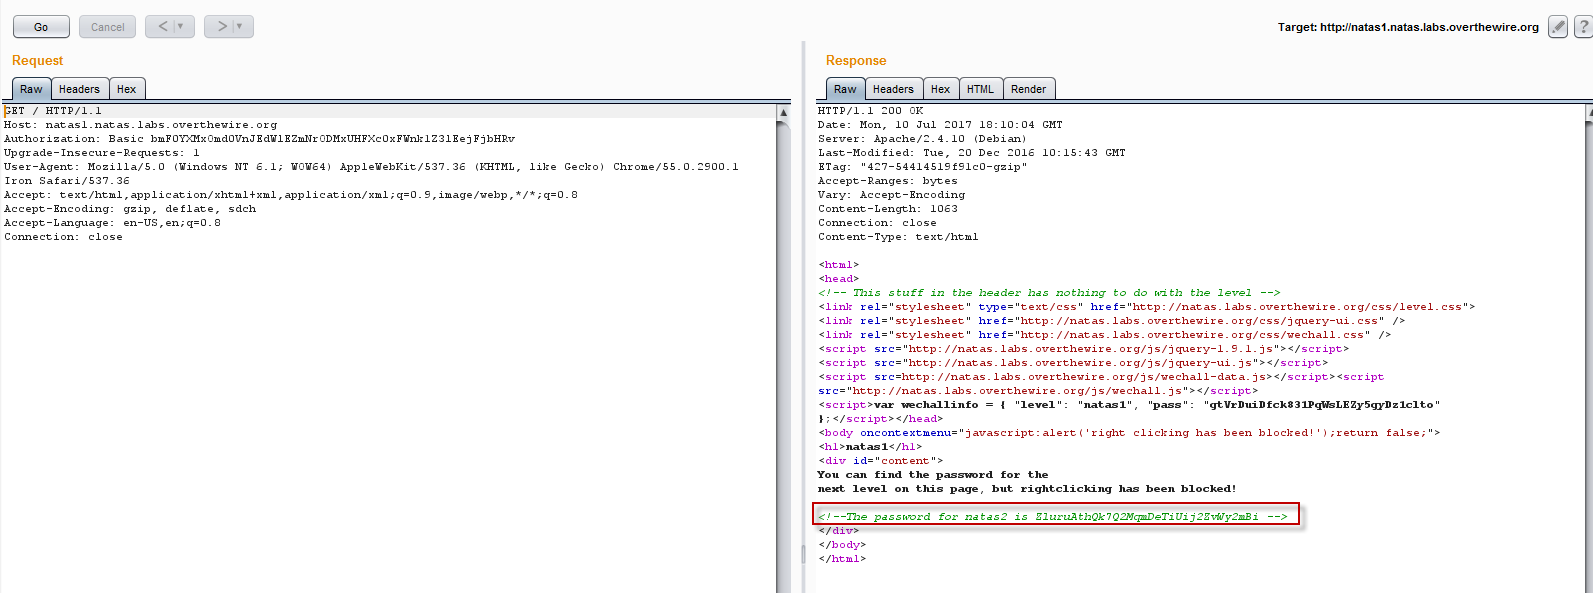 Go Cancel < > Target: http://natas1.natas.labs.overthewire.org ?
Request
Raw Headers Hex
GET / HTTP/1.1
Host: natas1.natas.labs.overthewire.org
Authorization: Basic
Upgrade-Insecure-Requests: 1
User-Agent: Mozilla/5.0 (Windows NT 6.1; WOW64) AppleWebKit/537.36 (KHTML, like Gecko) Chrome/55.0.2900.1
Iron Safari/537.36
Accept: text/html,application/xhtml+xml,application/xml;q=0.9,image/webp,*/*;q=0.8
Accept-Encoding: gzip, deflate, sdch
Accept-Language: en-US,en;q=0.8
Connection: close
Response
Raw Headers Hex HTML Render
HTTP/1.1 200 OK
Date: Mon, 10 Jul 2017 18:10:04 GMT
Server: Apache/2.4.10 (Debian)
Last-Modified: Tue, 20 Dec 2016 10:15:43 GMT
ETag: "427-54414519f91c0-gzip"
Accept-Ranges: bytes
Vary: Accept-Encoding
Content-Length: 1063
Connection: close
Content-Type: text/html
<html>
<head>
<!-- This stuff in the header has nothing to do with the level -->
<link rel="stylesheet" type="text/css" href="http://natas.labs.overthewire.org/css/level.css">
<link rel="stylesheet" href="http://natas.labs.overthewire.org/css/jquery-ui.css" />
<link rel="stylesheet" href="http://natas.labs.overthewire.org/css/wechall.css" />
<script src="http://natas.labs.overthewire.org/js/jquery-1.9.1.js"></script>
<script src="http://natas.labs.overthewire.org/js/jquery-ui.js"></script>
<script src=http://natas.labs.overthewire.org/js/wechall-data.js></script><script
src="http://natas.labs.overthewire.org/js/wechall.js"></script>
<script>var wechallinfo = { "level": "natas1", "pass": "gtVrDuiDfck831PqWsLEZy5gyDz1clto"
};</script></head>
<body oncontextmenu="javascript:alert('right clicking has been blocked!');return false;">
<h1>natas1</h1>
<div id="content">
You can find the password for the
next level on this page, but rightclicking has been blocked!
<!--The password for natas2 is ZluruAthQk7Q2MqmDeTiUij2ZvWy2mBi -->
</div>
</body>
</html>